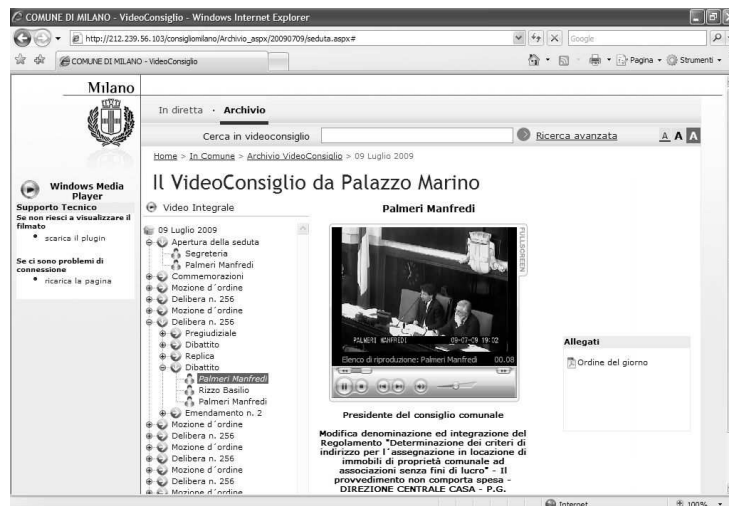 COMUNE DI MILANO - VideoConsiglio - Windows Internet Explorer
http://212.239.56.103/consigliomilano/Archivio_aspx/20090709/seduta.aspx#
Google
COMUNE DI MILANO - VideoConsiglio
Pagina
Strumenti
Milano
In diretta · Archivio
Cerca in videoconsiglio
Ricerca avanzata
A A A
Home > In Comune > Archivio VideoConsiglio > 09 Luglio 2009
Il VideoConsiglio da Palazzo Marino
Windows Media
Player
Supporto Tecnico
Se non riesci a visualizzare il
filmato
scarica il plugin
Se ci sono problemi di
connessione
ricarica la pagina
Video Integrale
09 Luglio 2009
Apertura della seduta
Segreteria
Palmeri Manfredi
Commemorazioni
Mozione d´ordine
Delibera n. 256
Mozione d´ordine
Delibera n. 256
Pregiudiziale
Dibattito
Replica
Dibattito
Palmeri Manfredi
Rizzo Basilio
Palmeri Manfredi
Emendamento n. 2
Mozione d´ordine
Delibera n. 256
Mozione d´ordine
Delibera n. 256
Mozione d´ordine
Delibera n. 256
Mozione d´ordine
Palmeri Manfredi
FULLSCREEN
PALMERI MANFREDI 09-07-09 19:02
Elenco di riproduzione: Palmeri Manfredi 00.08
Presidente del consiglio comunale
Modifica denominazione ed integrazione del
Regolamento "Determinazione dei criteri di
indirizzo per l´assegnazione in locazione di
immobili di proprietà comunale ad
associazioni senza fini di lucro" - Il
provvedimento non comporta spesa -
DIREZIONE CENTRALE CASA - P.G.
Allegati
Ordine del giorno
Internet
100%